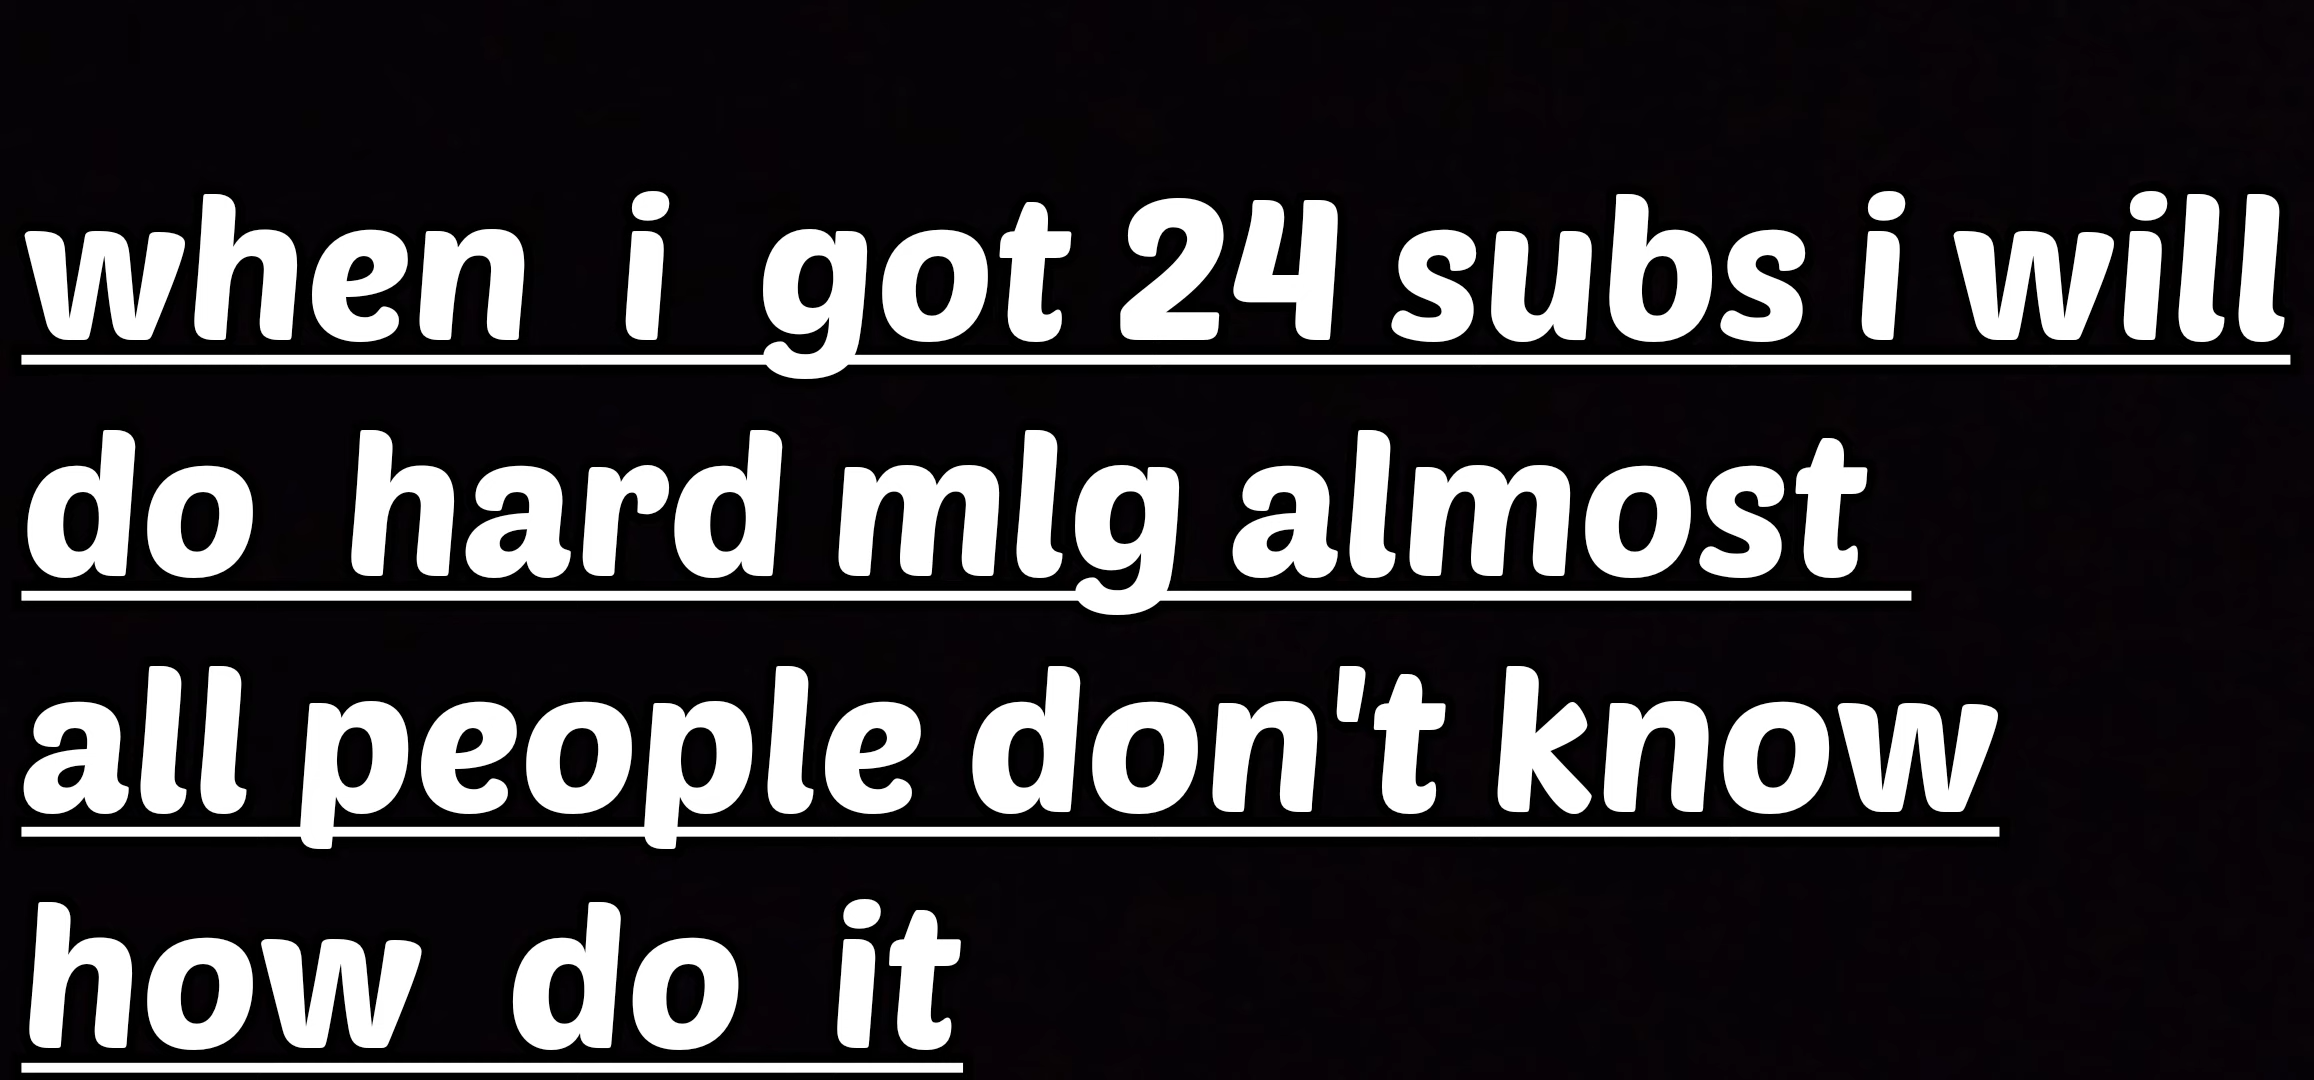 when i got 24 subs i will
do hard mlg almost
all people don't know
how do it